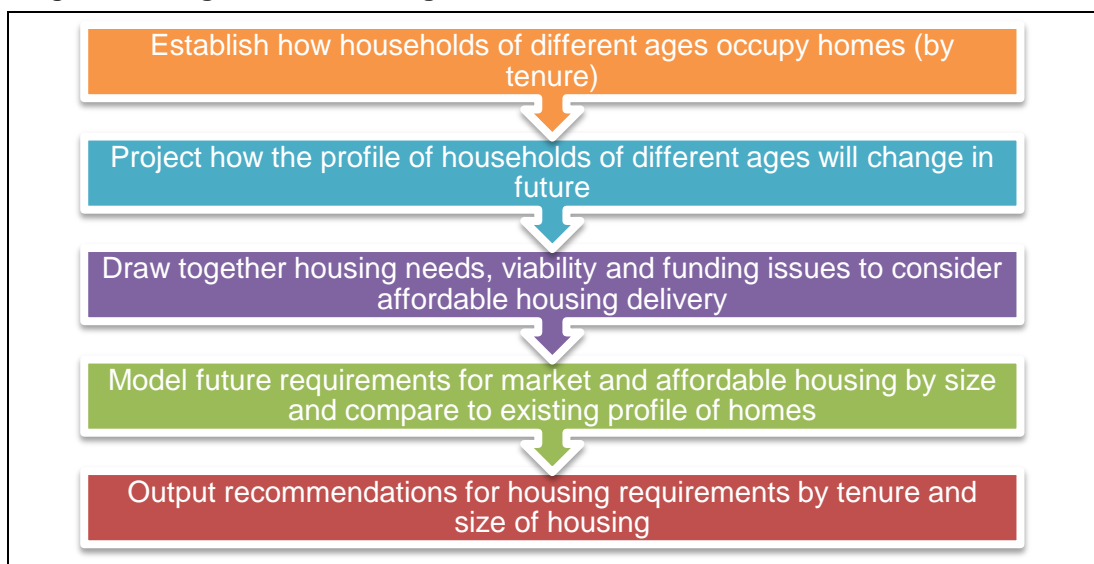 Establish how households of different ages occupy homes (by
tenure)
Project how the profile of households of different ages will change in
future
Draw together housing needs, viability and funding issues to consider
affordable housing delivery
Model future requirements for market and affordable housing by size
and compare to existing profile of homes
Output recommendations for housing requirements by tenure and
size of housing